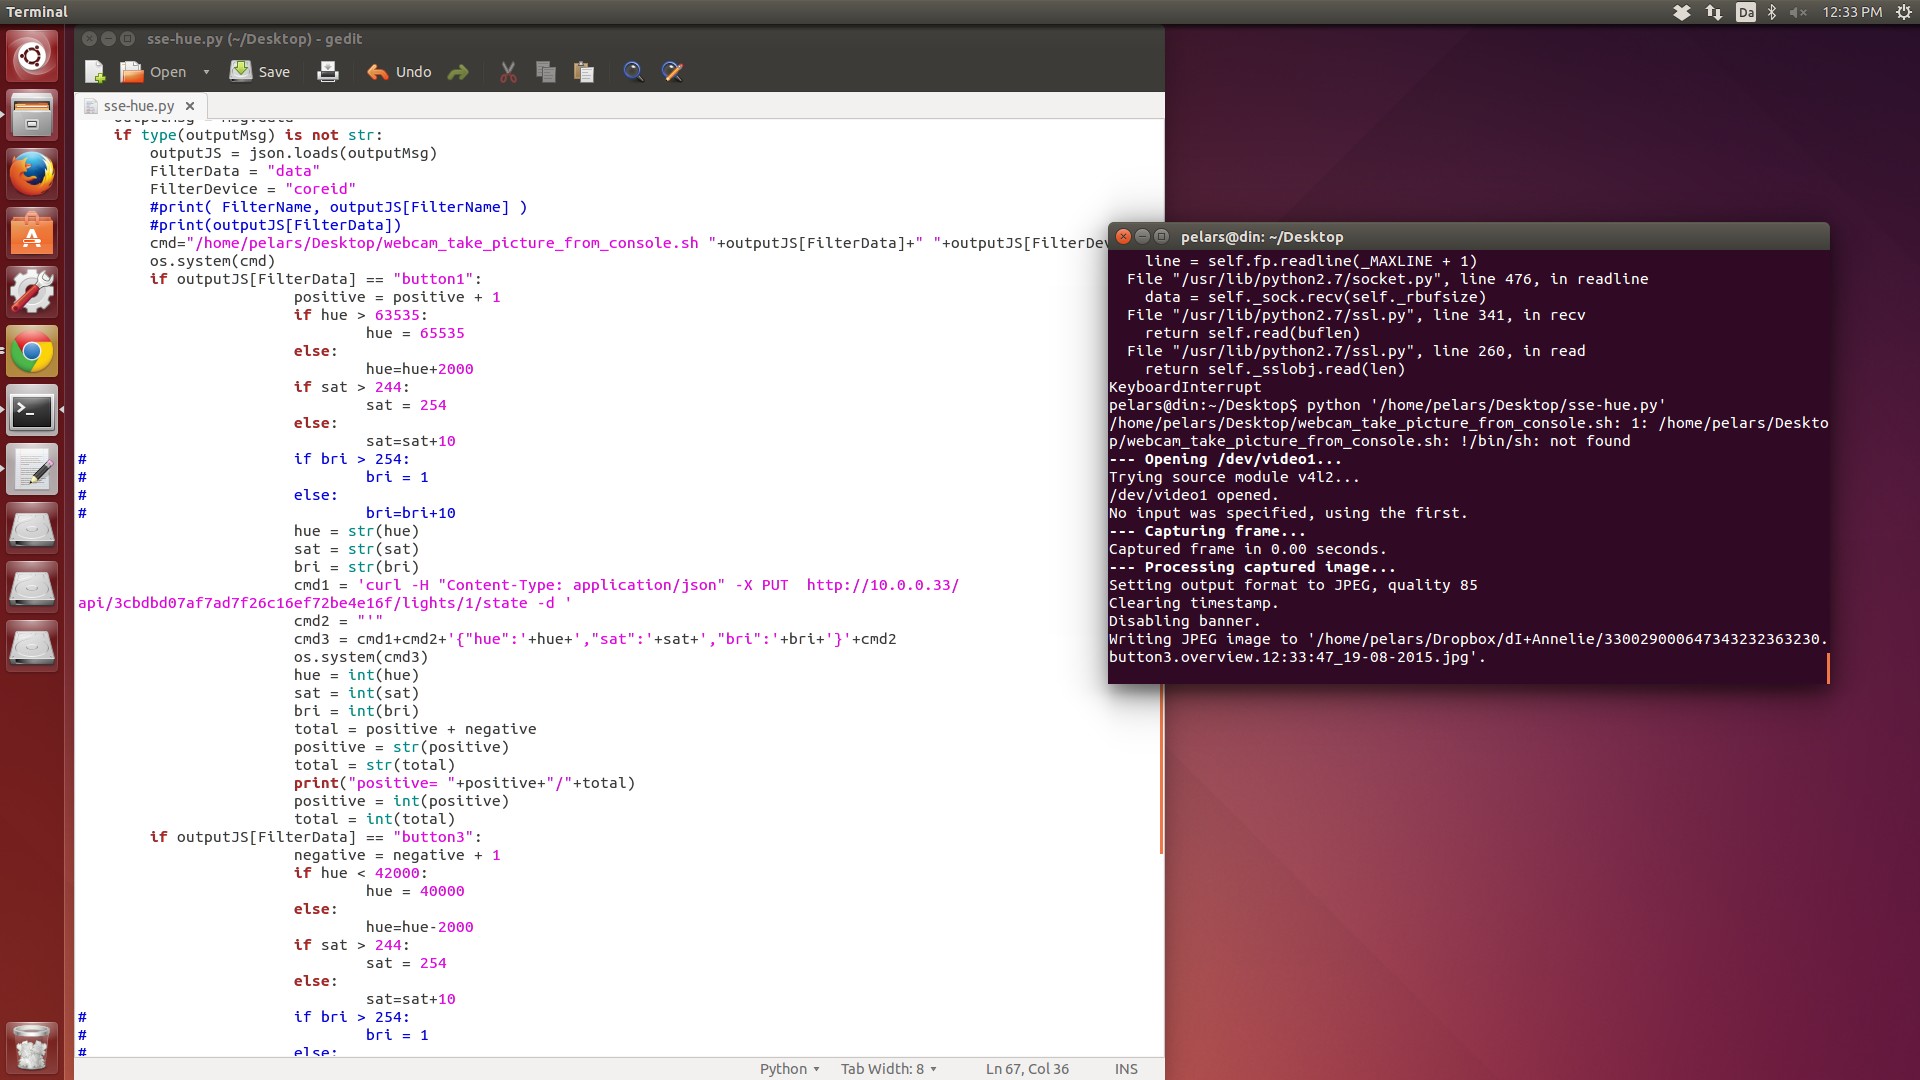 Terminal
Da
12:33 PM
sse-hue.py (~/Desktop) - gedit
Open
Save
Undo
sse-hue.py
    if type(outputMsg) is not str:
        outputJS = json.loads(outputMsg)
        FilterData = "data"
        FilterDevice = "coreid"
        #print( FilterName, outputJS[FilterName] )
        #print(outputJS[FilterData])
        cmd="/home/pelars/Desktop/webcam_take_picture_from_console.sh "+outputJS[FilterData]+" "+outputJS[FilterDev
        os.system(cmd)
        if outputJS[FilterData] == "button1":
                        positive = positive + 1
                        if hue > 63535:
                                hue = 65535
                        else:
                                hue=hue+2000
                        if sat > 244:
                                sat = 254
                        else:
                                sat=sat+10
#                       if bri > 254:
#                               bri = 1
#                       else:
#                               bri=bri+10
                        hue = str(hue)
                        sat = str(sat)
                        bri = str(bri)
                        cmd1 = 'curl -H "Content-Type: application/json" -X PUT  http://10.0.0.33/
api/3cbdbd07af7ad7f26c16ef72be4e16f/lights/1/state -d '
                        cmd2 = "'"
                        cmd3 = cmd1+cmd2+'{"hue":'+hue+',"sat":'+sat+',"bri":'+bri+'}'+cmd2
                        os.system(cmd3)
                        hue = int(hue)
                        sat = int(sat)
                        bri = int(bri)
                        total = positive + negative
                        positive = str(positive)
                        total = str(total)
                        print("positive= "+positive+"/"+total)
                        positive = int(positive)
                        total = int(total)
        if outputJS[FilterData] == "button3":
                        negative = negative + 1
                        if hue < 42000:
                                hue = 40000
                        else:
                                hue=hue-2000
                        if sat > 244:
                                sat = 254
                        else:
                                sat=sat+10
#                       if bri > 254:
#                               bri = 1
#                       else:
Python
Tab Width: 8
Ln 67, Col 36
INS
pelars@din: ~/Desktop
    line = self.fp.readline(_MAXLINE + 1)
  File "/usr/lib/python2.7/socket.py", line 476, in readline
    data = self._sock.recv(self._rbufsize)
  File "/usr/lib/python2.7/ssl.py", line 341, in recv
    return self.read(buflen)
  File "/usr/lib/python2.7/ssl.py", line 260, in read
    return self._sslobj.read(len)
KeyboardInterrupt
pelars@din:~/Desktop$ python '/home/pelars/Desktop/sse-hue.py'
/home/pelars/Desktop/webcam_take_picture_from_console.sh: 1: /home/pelars/Deskto
p/webcam_take_picture_from_console.sh: !/bin/sh: not found
--- Opening /dev/video1...
Trying source module v4l2...
/dev/video1 opened.
No input was specified, using the first.
--- Capturing frame...
Captured frame in 0.00 seconds.
--- Processing captured image...
Setting output format to JPEG, quality 85
Clearing timestamp.
Disabling banner.
Writing JPEG image to '/home/pelars/Dropbox/dI+Annelie/330029000647343232363230.
button3.overview.12:33:47_19-08-2015.jpg'.